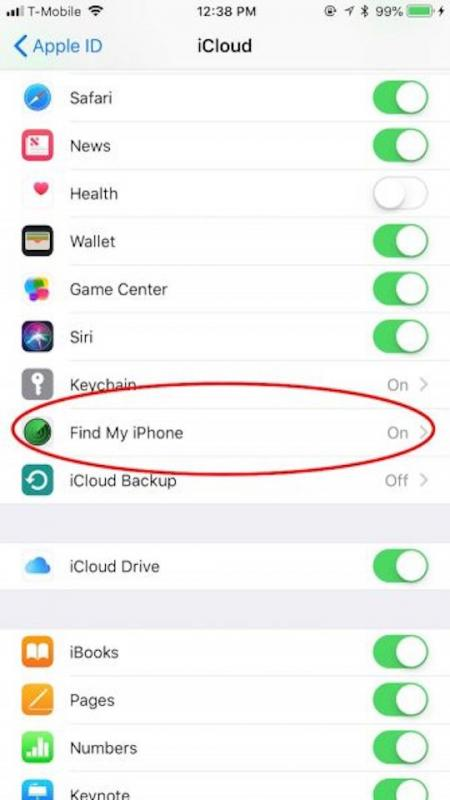 T-Mobile 12:38 PM 99%
Apple ID iCloud
Safari
News
Health
Wallet
Game Center
Siri
Keychain On
Find My iPhone On
iCloud Backup Off
iCloud Drive
iBooks
Pages
Numbers
Keynote